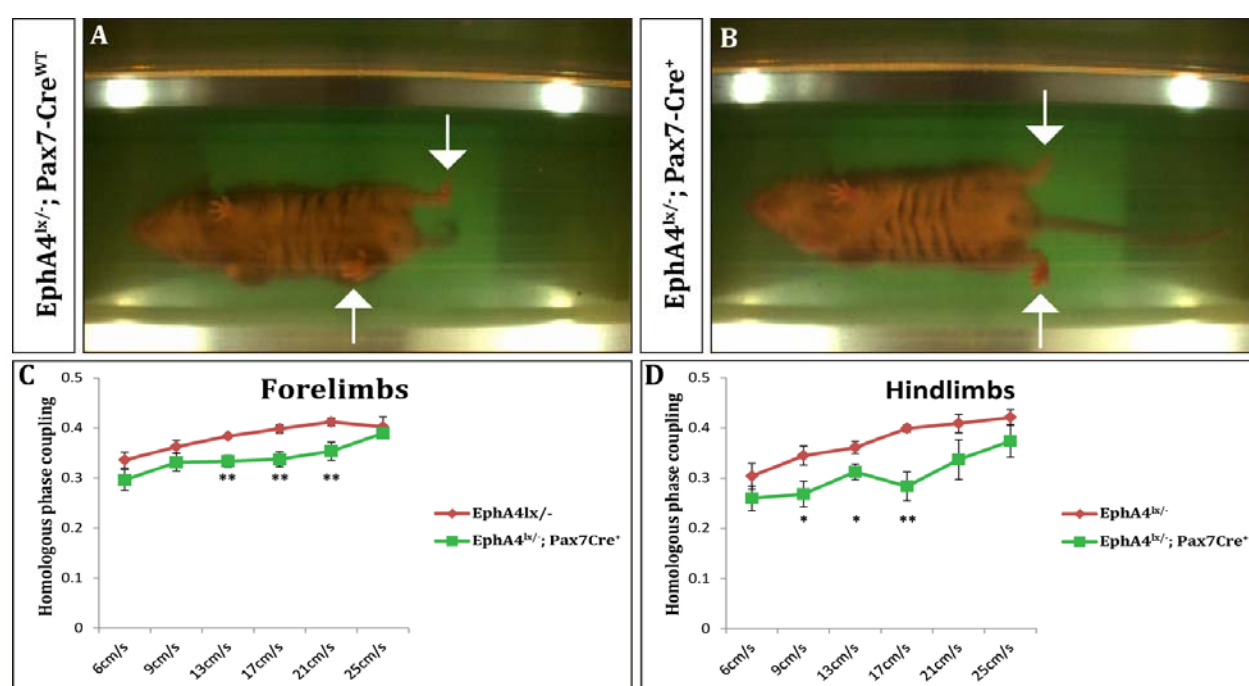 EphA4lx/-; Pax7-CreWT
A
EphA4lx/-; Pax7-Cre+
B
C
Forelimbs
Homologous phase coupling
0.5
0.4
0.3
0.2
0.1
0
** ** **
EphA4lx/-
EphA4lx/-; Pax7Cre+
6cm/s 9cm/s 13cm/s 17cm/s 21cm/s 25cm/s
D
Hindlimbs
Homologous phase coupling
0.5
0.4
0.3
0.2
0.1
0
* * **
EphA4lx/-
EphA4lx/-; Pax7Cre+
6cm/s 9cm/s 13cm/s 17cm/s 21cm/s 25cm/s